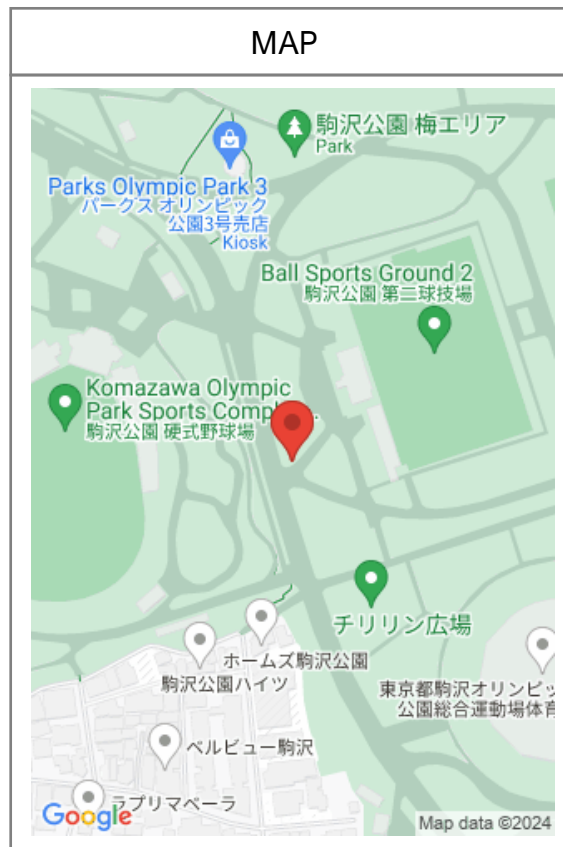 MAP
駒沢公園 梅エリア
Park
Parks Olympic Park 3
パークス オリンピック
公園3号売店
Kiosk
Ball Sports Ground 2
駒沢公園 第二球技場
Komazawa Olympic
Park Sports Compl...
駒沢公園 硬式野球場
チリリン広場
ホームズ駒沢公園
駒沢公園ハイツ
東京都駒沢オリンピッ
公園総合運動場体育
ベルビュー駒沢
ラプリマベーラ
Google
Map data ©2024